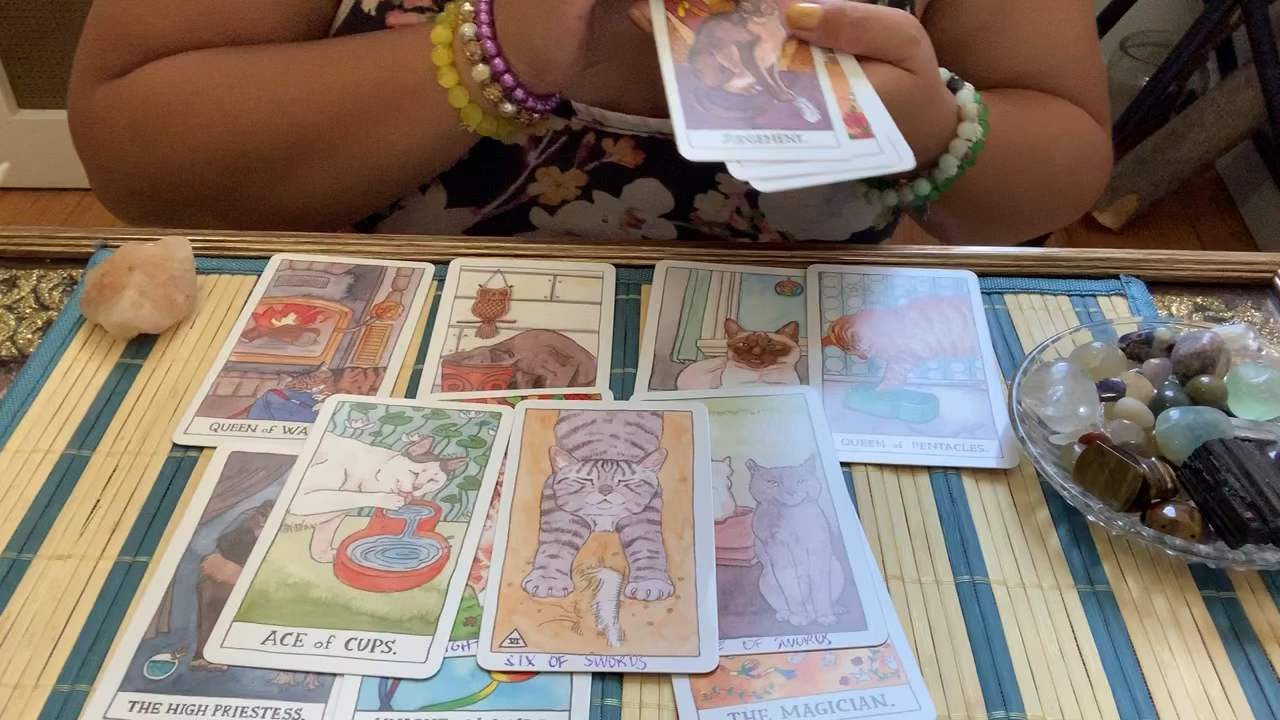 JUDGEMENT.
QUEEN of WA
QUEEN of PENTACLES.
ACE of CUPS.
VI
SIX OF SWORDS
E OF SWORDS
THE HIGH PRIESTESS.
THE MAGICIAN.